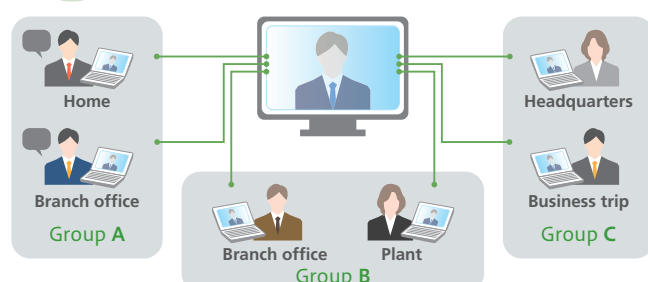 Home
Branch office
Group A
Branch office
Plant
Group B
Headquarters
Business trip
Group C